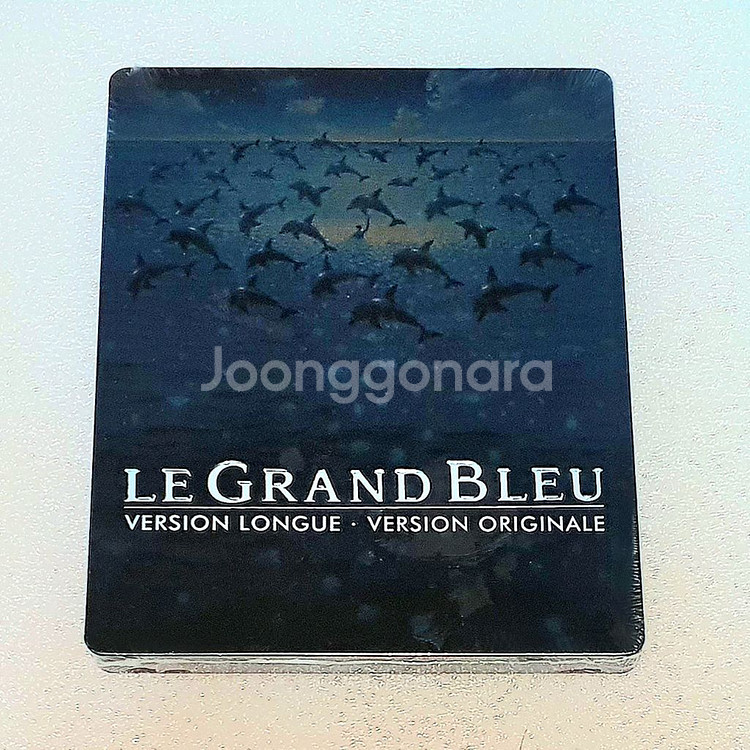 Joonggonara
LE GRAND BLEU
VERSION LONGUE · VERSION ORIGINALE